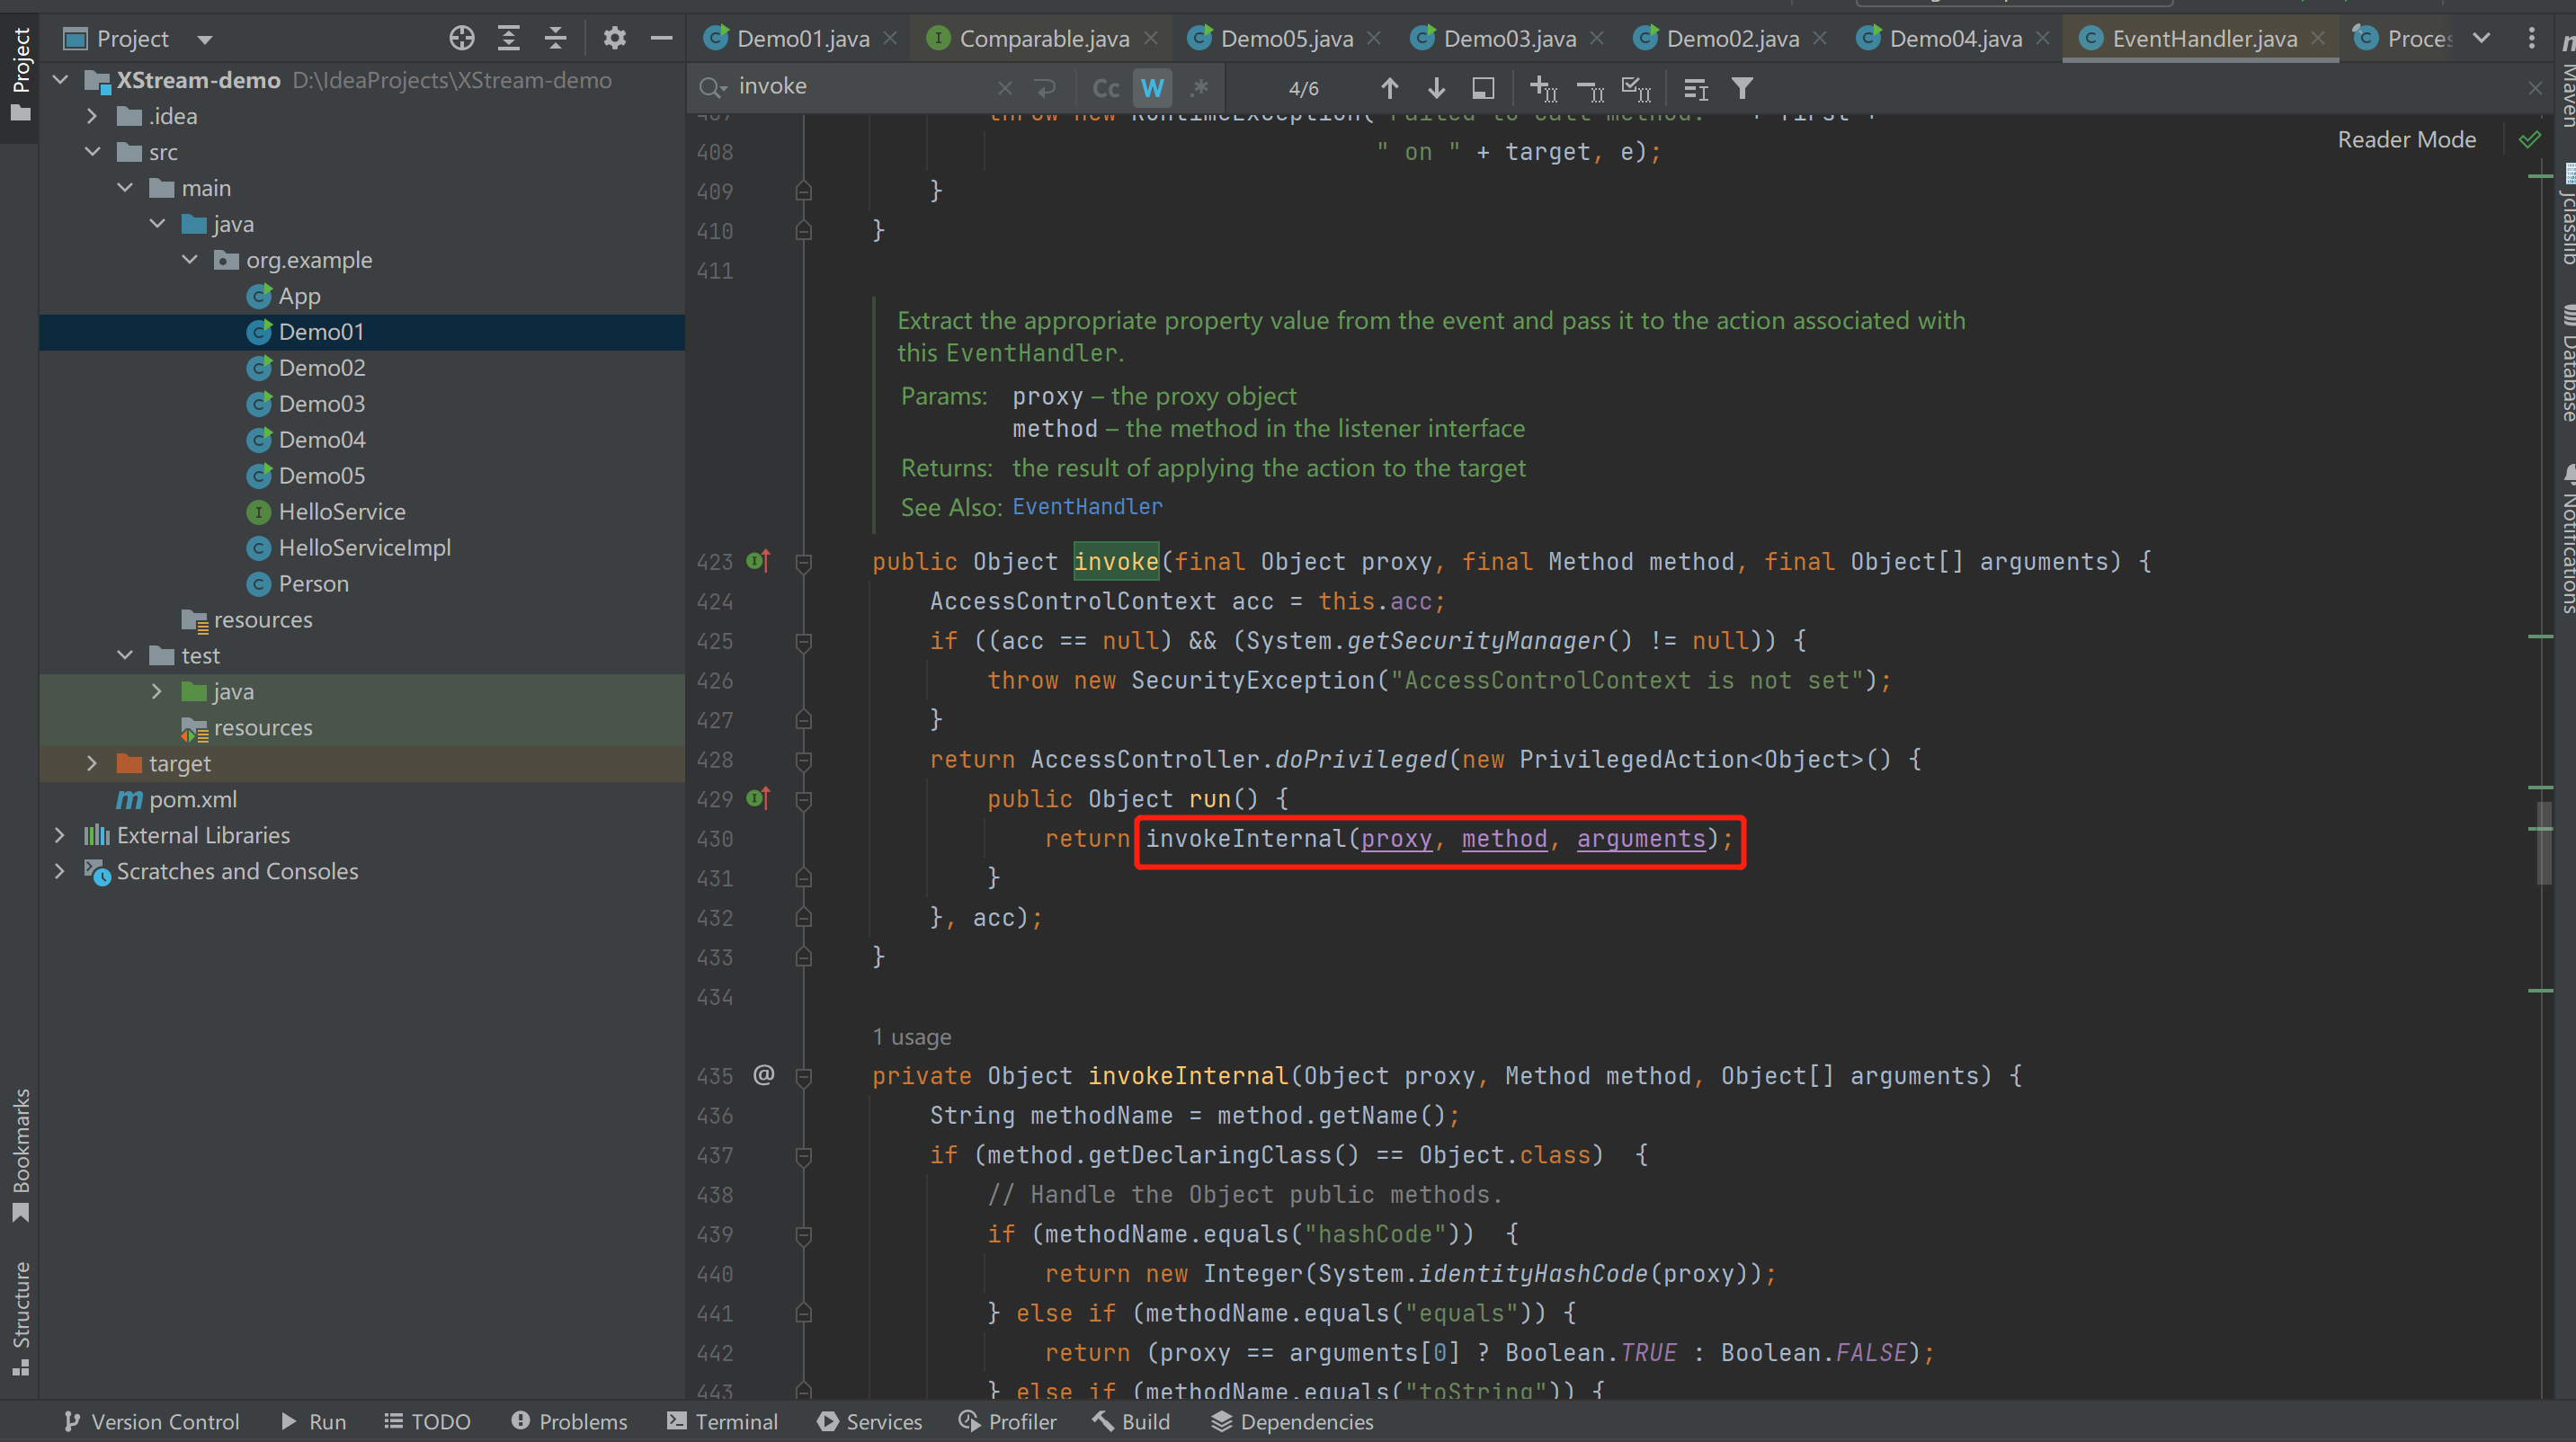 Project
Project
XStream-demo D:\IdeaProjects\XStream-demo
.idea
src
main
java
org.example
App
Demo01
Demo02
Demo03
Demo04
Demo05
HelloService
HelloServiceImpl
Person
resources
test
java
resources
target
pom.xml
External Libraries
Scratches and Consoles
Bookmarks
Structure
Demo01.java
Comparable.java
Demo05.java
Demo03.java
Demo02.java
Demo04.java
EventHandler.java
invoke
Cc
W
.*
4/6
Reader Mode
408 " on " + target, e);
409 }
410 }
411
Extract the appropriate property value from the event and pass it to the action associated with
this EventHandler.
Params: proxy – the proxy object
method – the method in the listener interface
Returns: the result of applying the action to the target
See Also: EventHandler
423 public Object invoke(final Object proxy, final Method method, final Object[] arguments) {
424 AccessControlContext acc = this.acc;
425 if ((acc == null) && (System.getSecurityManager() != null)) {
426 throw new SecurityException("AccessControlContext is not set");
427 }
428 return AccessController.doPrivileged(new PrivilegedAction<Object>() {
429 public Object run() {
430 return invokeInternal(proxy, method, arguments);
431 }
432 }, acc);
433 }
434
1 usage
435 @ private Object invokeInternal(Object proxy, Method method, Object[] arguments) {
436 String methodName = method.getName();
437 if (method.getDeclaringClass() == Object.class)  {
438 // Handle the Object public methods.
439 if (methodName.equals("hashCode"))  {
440 return new Integer(System.identityHashCode(proxy));
441 } else if (methodName.equals("equals")) {
442 return (proxy == arguments[0] ? Boolean.TRUE : Boolean.FALSE);
443 } else if (methodName.equals("toString")) {
Maven
jclasslib
Database
Notifications
Version Control
Run
TODO
Problems
Terminal
Services
Profiler
Build
Dependencies